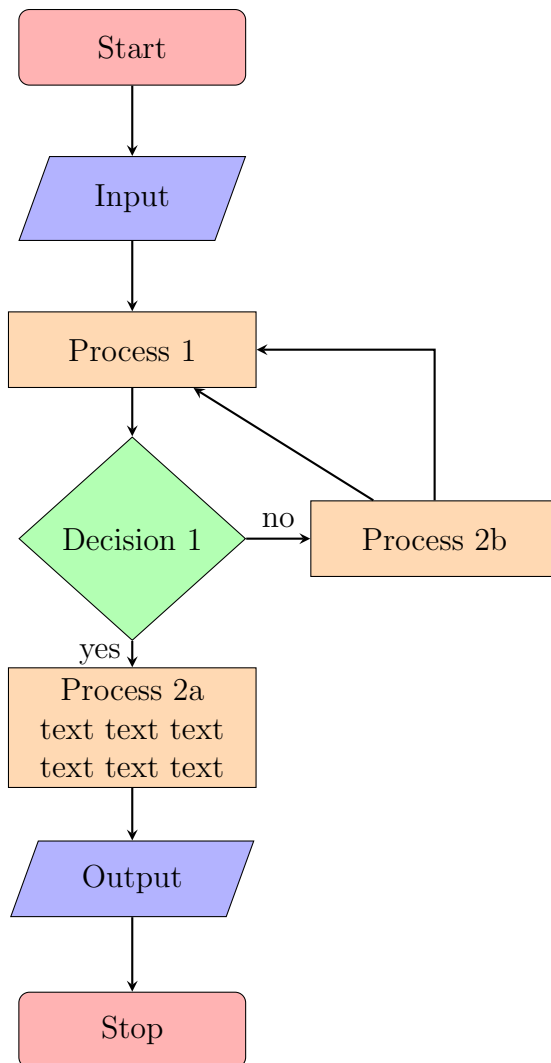 Start
Input
Process 1
Decision 1
no
Process 2b
yes
Process 2a
text text text
text text text
Output
Stop